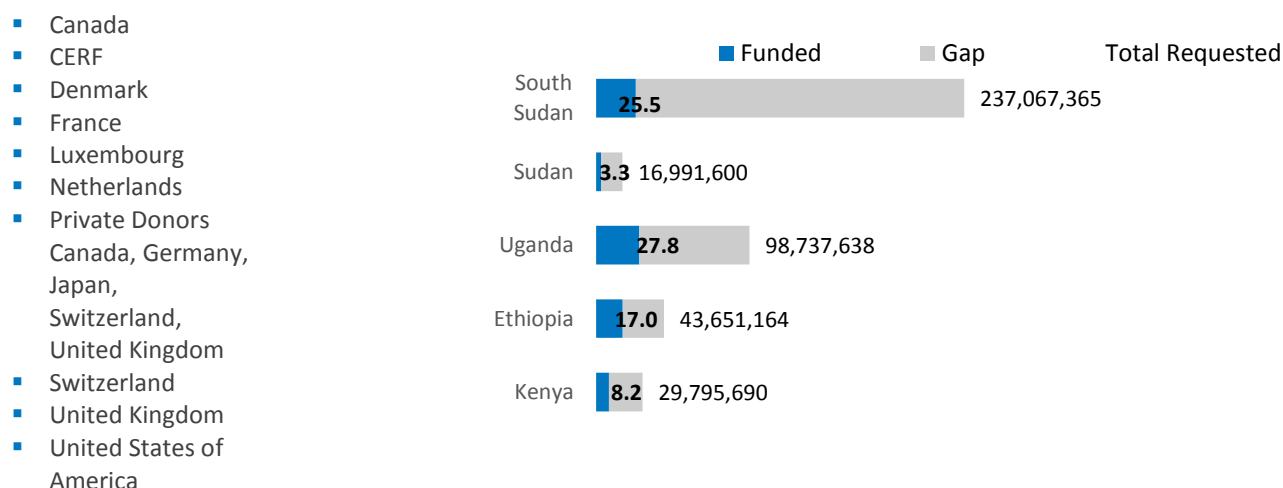 ▪ Canada
▪ CERF
▪ Denmark
▪ France
▪ Luxembourg
▪ Netherlands
▪ Private Donors
Canada, Germany,
Japan,
Switzerland,
United Kingdom
▪ Switzerland
▪ United Kingdom
▪ United States of
America
Funded Gap Total Requested
South
Sudan
25.5 237,067,365
Sudan 3.3 16,991,600
Uganda 27.8 98,737,638
Ethiopia 17.0 43,651,164
Kenya 8.2 29,795,690